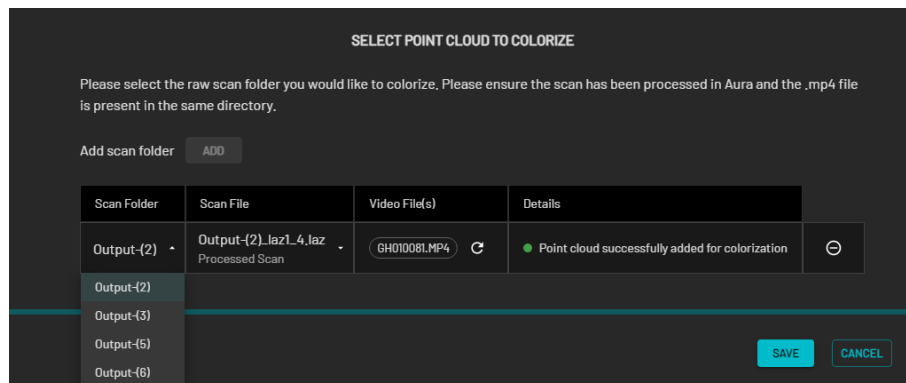 SELECT POINT CLOUD TO COLORIZE
Please select the raw scan folder you would like to colorize. Please ensure the scan has been processed in Aura and the .mp4 file
is present in the same directory.
Add scan folder ADD
Scan Folder Scan File Video File(s) Details
Output-(2) Output-(2)_laz1_4.laz GH010081.MP4 Point cloud successfully added for colorization
Processed Scan
Output-(2)
Output-(3)
Output-(5)
Output-(6)
SAVE CANCEL